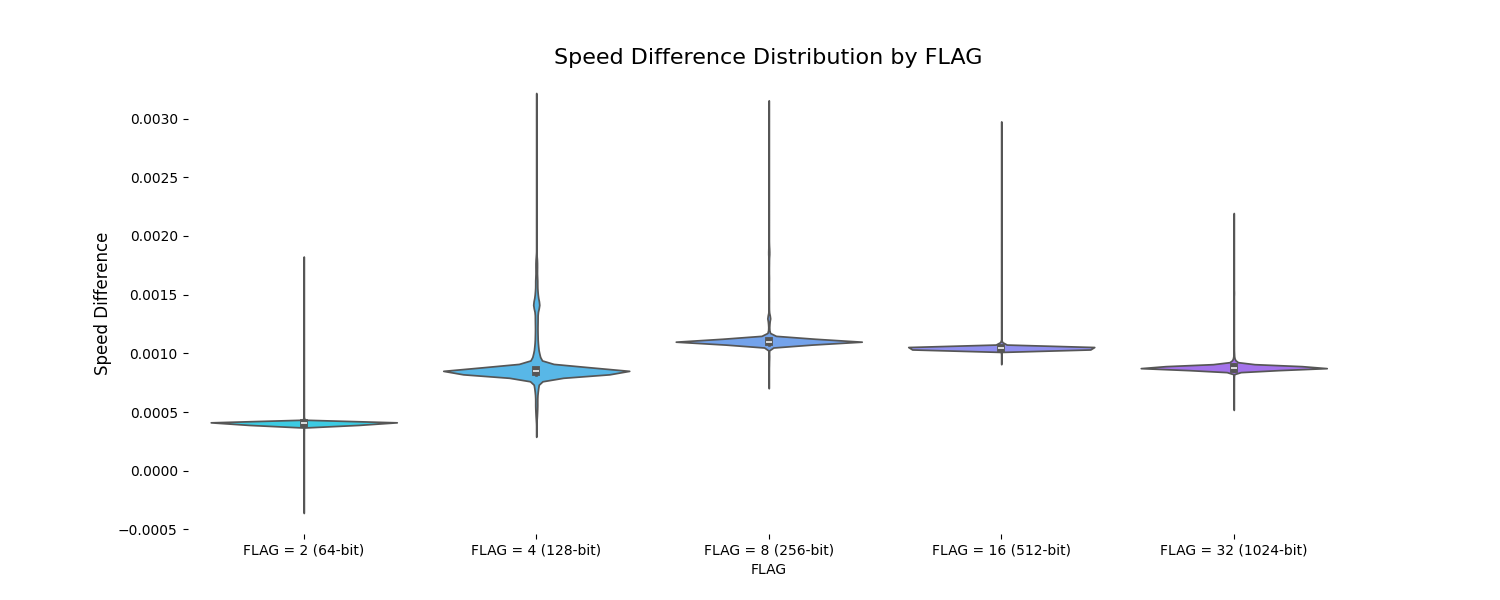 Speed Difference Distribution by FLAG
Speed Difference
0.0030
0.0025
0.0020
0.0015
0.0010
0.0005
0.0000
−0.0005
FLAG = 2 (64-bit)
FLAG = 4 (128-bit)
FLAG = 8 (256-bit)
FLAG = 16 (512-bit)
FLAG = 32 (1024-bit)
FLAG